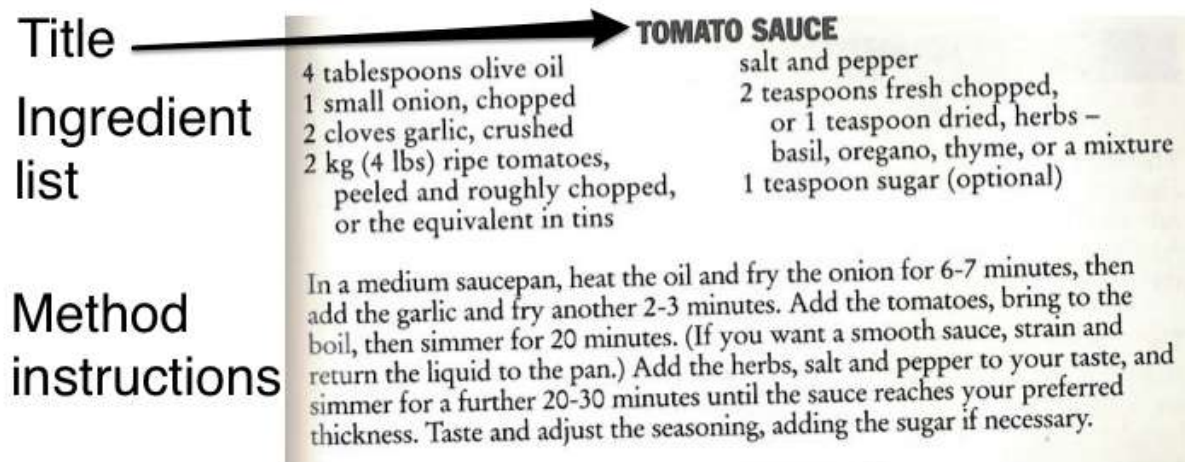 Title
TOMATO SAUCE
Ingredient
list
4 tablespoons olive oil
1 small onion, chopped
2 cloves garlic, crushed
2 kg (4 lbs) ripe tomatoes,
peeled and roughly chopped,
or the equivalent in tins
salt and pepper
2 teaspoons fresh chopped,
or 1 teaspoon dried, herbs –
basil, oregano, thyme, or a mixture
1 teaspoon sugar (optional)
Method
instructions
In a medium saucepan, heat the oil and fry the onion for 6-7 minutes, then
add the garlic and fry another 2-3 minutes. Add the tomatoes, bring to the
boil, then simmer for 20 minutes. (If you want a smooth sauce, strain and
return the liquid to the pan.) Add the herbs, salt and pepper to your taste, and
simmer for a further 20-30 minutes until the sauce reaches your preferred
thickness. Taste and adjust the seasoning, adding the sugar if necessary.